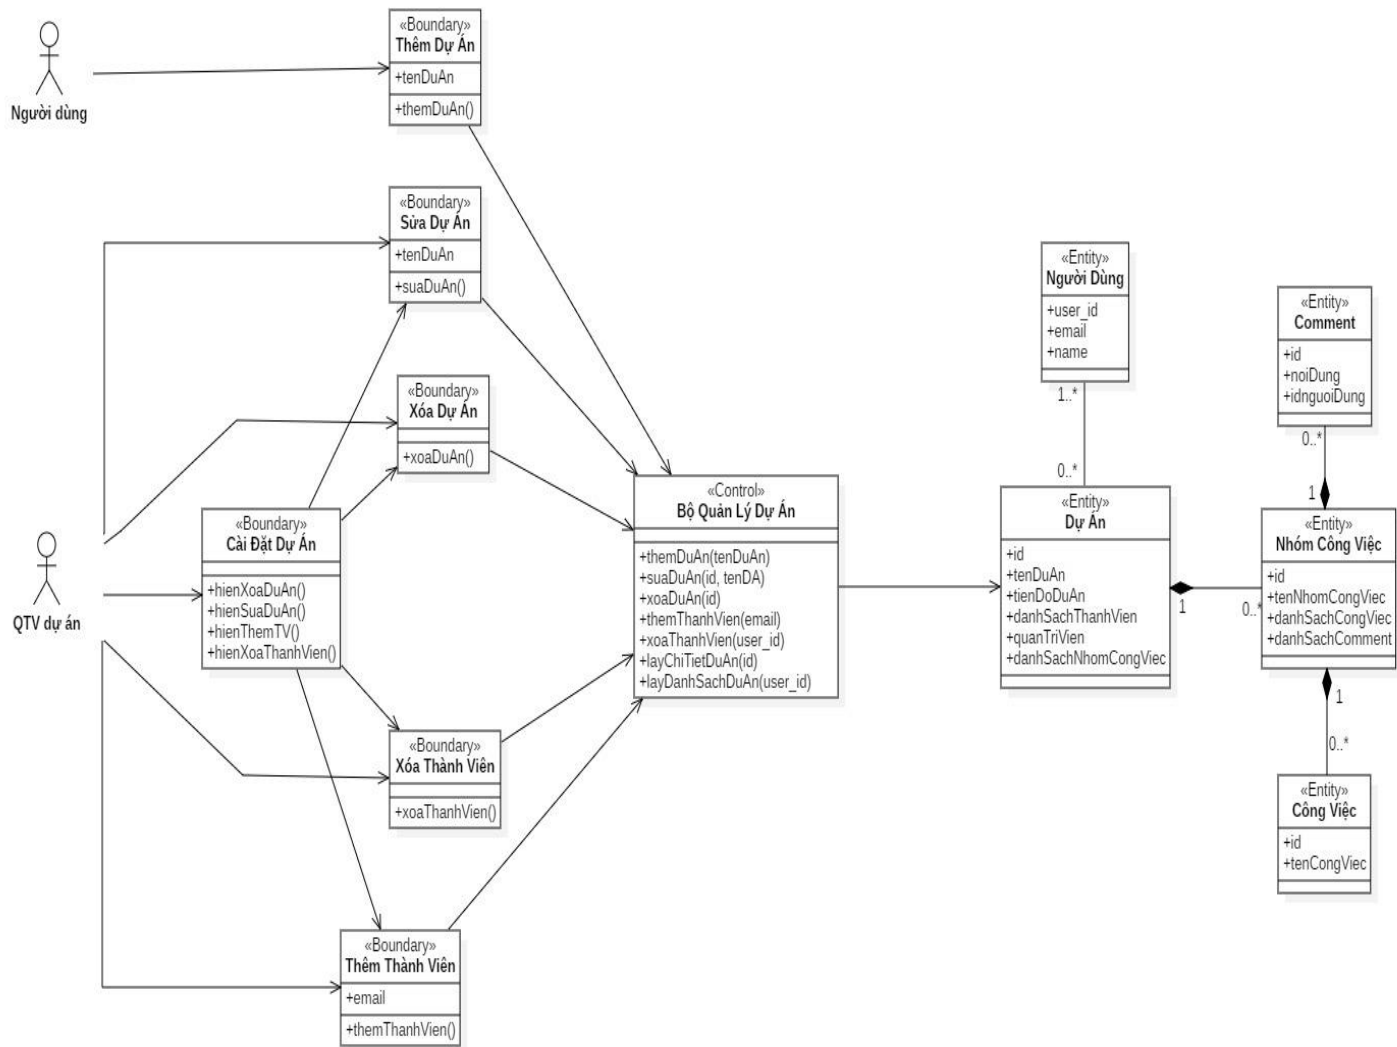 Người dùng
«Boundary»
Thêm Dự Án
+tenDuAn
+themDuAn()
«Boundary»
Sửa Dự Án
+tenDuAn
+suaDuAn()
«Boundary»
Xóa Dự Án
+xoaDuAn()
QTV dự án
«Boundary»
Cài Đặt Dự Án
+hienXoaDuAn()
+hienSuaDuAn()
+hienThemTV()
+hienXoaThanhVien()
«Boundary»
Xóa Thành Viên
+xoaThanhVien()
«Boundary»
Thêm Thành Viên
+email
+themThanhVien()
«Control»
Bộ Quản Lý Dự Án
+themDuAn(tenDuAn)
+suaDuAn(id, tenDA)
+xoaDuAn(id)
+themThanhVien(email)
+xoaThanhVien(user_id)
+layChiTietDuAn(id)
+layDanhSachDuAn(user_id)
«Entity»
Người Dùng
+user_id
+email
+name
1..*
0..*
«Entity»
Dự Án
+id
+tenDuAn
+tienDoDuAn
+danhSachThanhVien
+quanTriVien
+danhSachNhomCongViec
1
0..*
«Entity»
Comment
+id
+noiDung
+idnguoiDung
0..*
1
«Entity»
Nhóm Công Việc
+id
+tenNhomCongViec
+danhSachCongViec
+danhSachComment
1
0..*
«Entity»
Công Việc
+id
+tenCongViec